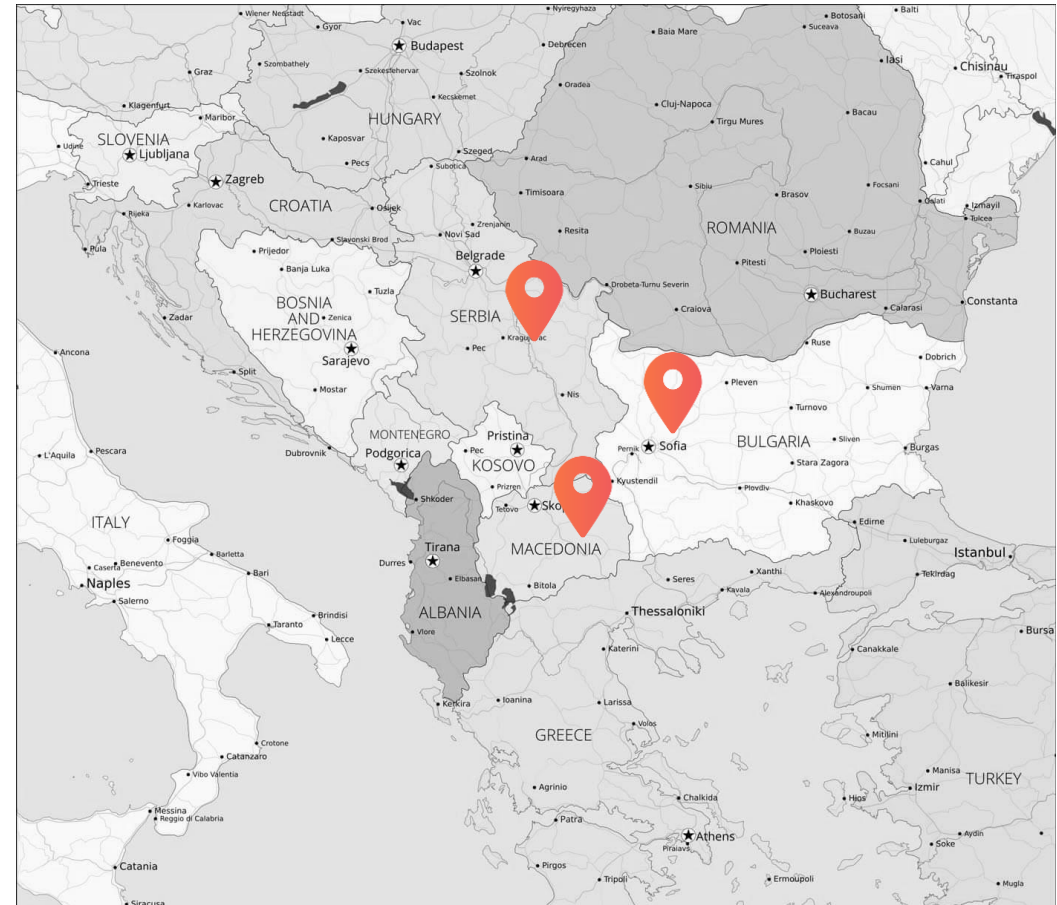 Wiener Neustadt
Vac
Nyiregyhaza
Botosani
Balti
Gyor
Budapest
Baia Mare
Suceava
Debrecen
Iasi
Chisinau
Tiraspol
Szombathely
Graz
Szekesfehervar
Szolnok
Oradea
Klagenfurt
Kecskemet
Cluj-Napoca
Bacau
Maribor
HUNGARY
Tirgu Mures
SLOVENIA
Kaposvar
Udine
Ljubljana
Szeged
Pecs
Arad
Cahul
Subotica
Trieste
Zagreb
Timisoara
Sibiu
Brasov
Focsani
Karlovac
CROATIA
Osijek
Oslati
Izmayil
Rijeka
Zrenjanin
Tulcea
Novi Sad
Resita
ROMANIA
Buzau
Slavonski Brod
Pula
Prijedor
Belgrade
Ploiesti
Pitesti
Banja Luka
Drobeta-Turnu Severin
Tuzla
Bucharest
BOSNIA
AND
HERZEGOVINA
Zenica
Constanta
Zadar
SERBIA
Craiova
Calarasi
Kragujevac
Ruse
Ancona
Pec
Sarajevo
Dobrich
Split
Pleven
Shumen
Varna
Mostar
Nis
Turnovo
MONTENEGRO
Pristina
BULGARIA
Sliven
Sofia
Burgas
Pescara
Dubrovnik
Podgorica
Pec
Pernik
L'Aquila
KOSOVO
Stara Zagora
Kyustendil
Prizren
Plovdiv
Shkoder
Tetovo
Skop
Khaskovo
ITALY
Edirne
Foggia
Luleburgaz
Tirana
MACEDONIA
Istanbul
Barletta
Benevento
Caserta
Durres
Bari
Xanthi
Tekirdag
Naples
Elbasan
Bitola
Seres
Kavala
Alexandroupoli
Salerno
ALBANIA
Thessaloniki
Brindisi
Taranto
Vlore
Bursa
Lecce
Katerini
Canakkale
Balikesir
Kerkira
Ioanina
Larissa
Volos
GREECE
Mitilini
Crotone
Catanzaro
Vibo Valentia
Manisa
TURKEY
Agrinio
Chalkida
Hios
Izmir
Messina
Reggio di Calabria
Patra
Athens
Aydin
Piraiavs
Soke
Catania
Pirgos
Tripoli
Ermoupoli
Mugla
Siracusa